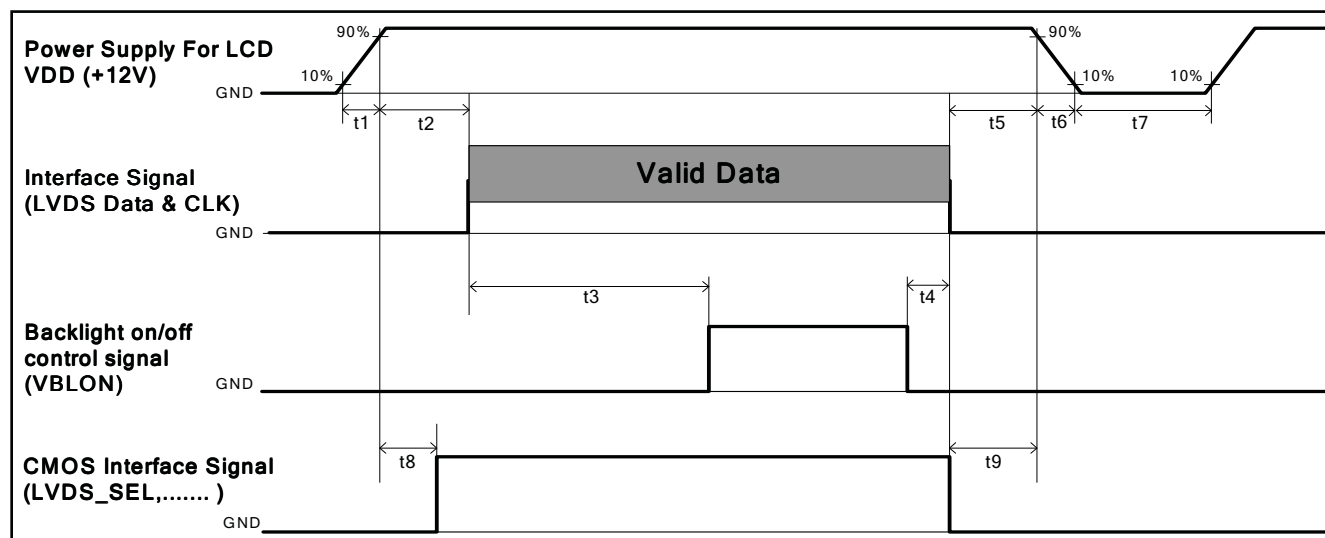 Power Supply For LCD
VDD (+12V)
90%
10%
GND
90%
10%
10%
t1
t2
t5
t6
t7
Interface Signal
(LVDS Data & CLK)
Valid Data
GND
t3
t4
Backlight on/off
control signal
(VBLON)
GND
CMOS Interface Signal
(LVDS_SEL,....... )
t8
t9
GND